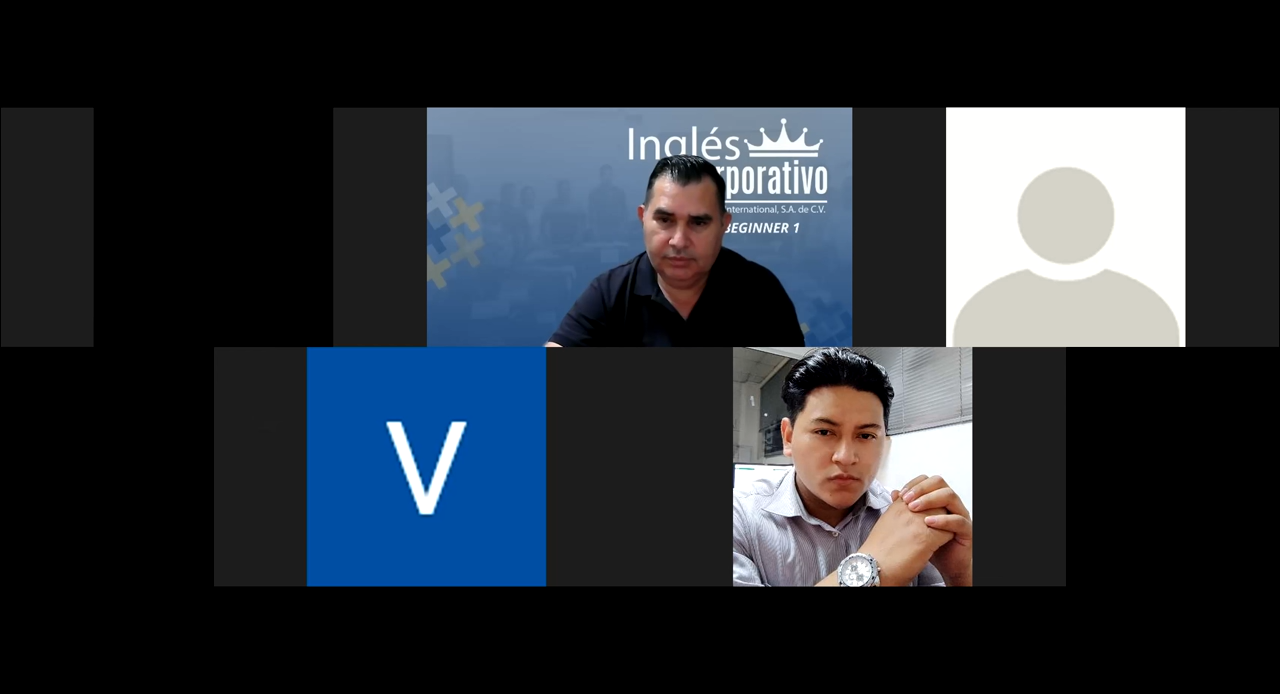 Inglés
rporativo
International, S.A. de C.V.
BEGINNER 1
V